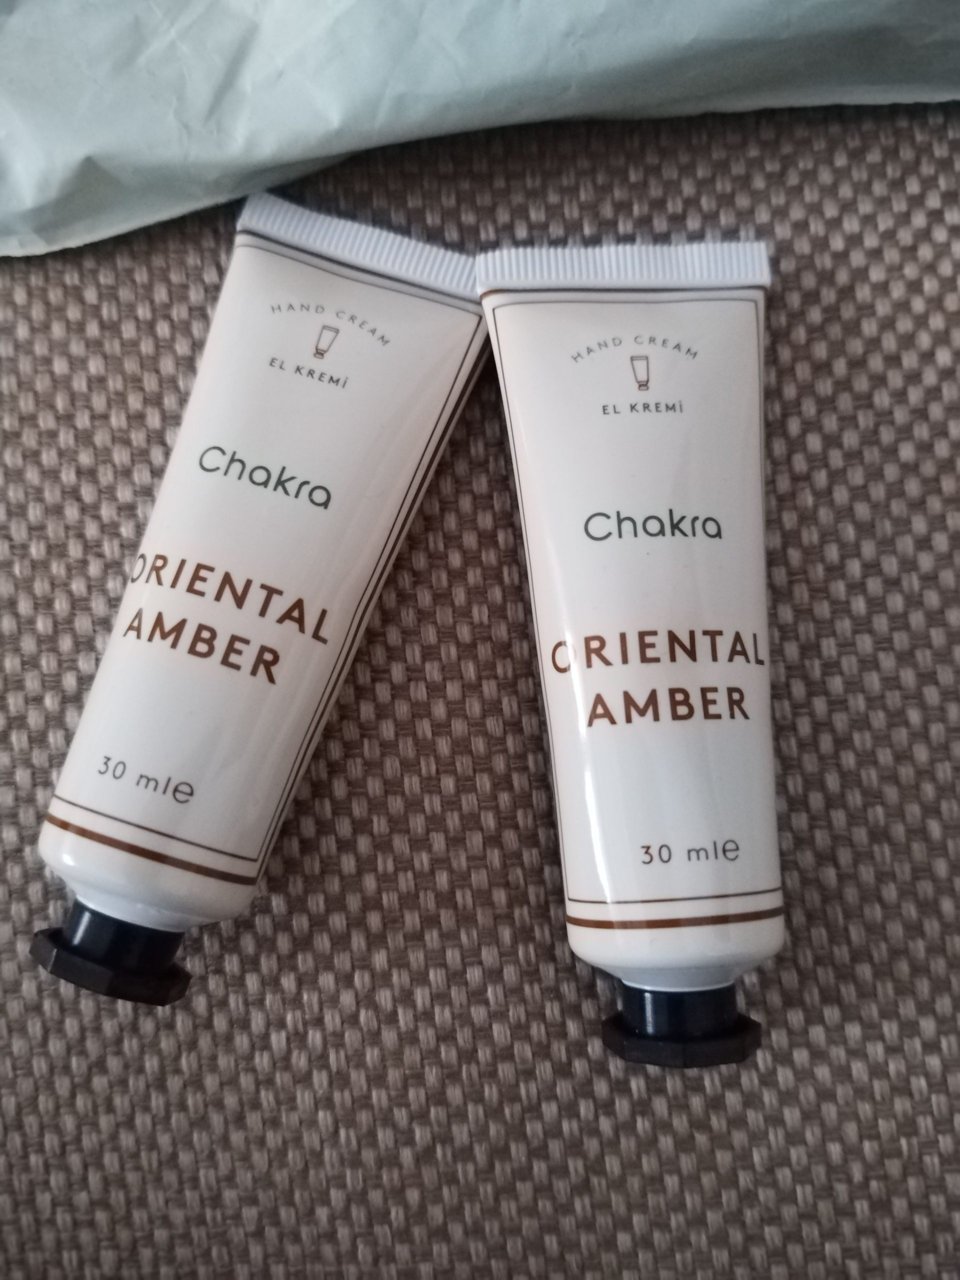 HAND CREAM
EL KREMİ
Chakra
ORIENTAL
AMBER
30 ml℮
HAND CREAM
EL KREMİ
Chakra
ORIENTAL
AMBER
30 ml℮